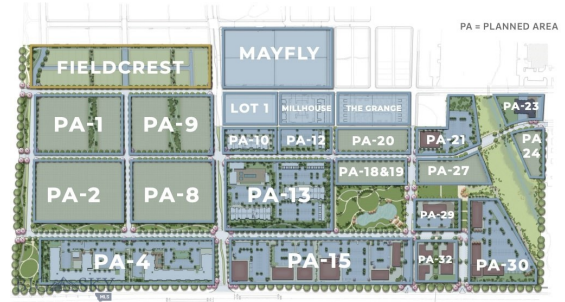 PA = PLANNED AREA
MAYFLY
FIELDCREST
LOT 1 MILLHOUSE THE GRANGE
PA-23
PA-1 PA-9
PA-10 PA-12 PA-20 PA-21
PA
24
PA-18&19 PA-27
PA-2 PA-8 PA-13
PA-29
PA-4 PA-15 PA-32 PA-30